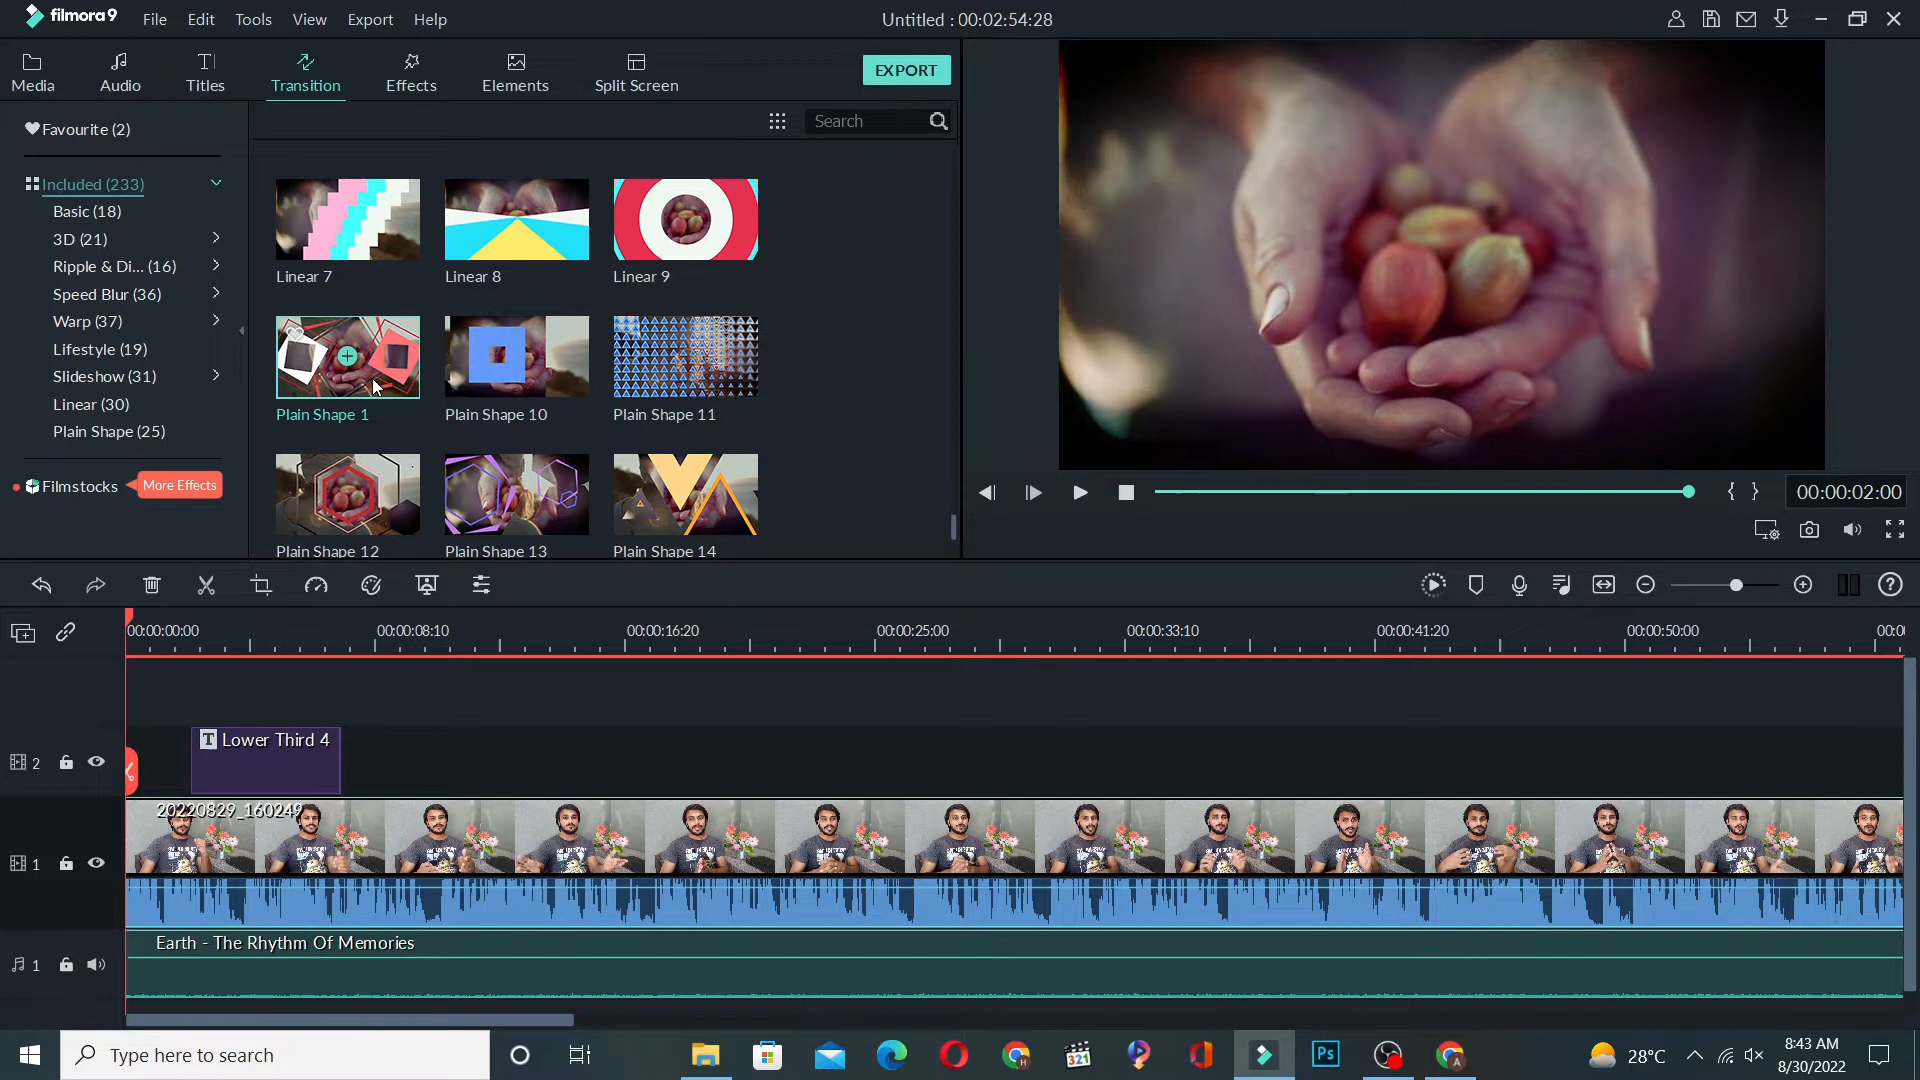 filmora9 File Edit Tools View Export Help Untitled : 00:02:54:28
Media Audio Titles Transition Effects Elements Split Screen EXPORT
Favourite (2) Search
Included (233)
Basic (18)
3D (21)
Ripple & Di... (16)
Speed Blur (36)
Warp (37)
Lifestyle (19)
Slideshow (31)
Linear (30)
Plain Shape (25)
Filmstocks More Effects
Linear 7 Linear 8 Linear 9
Plain Shape 1 Plain Shape 10 Plain Shape 11
Plain Shape 12 Plain Shape 13 Plain Shape 14
{ } 00:00:02:00
00:00:00:00 00:00:08:10 00:00:16:20 00:00:25:00 00:00:33:10 00:00:41:20 00:00:50:00 00:0
2 T Lower Third 4
20220829_160249
1
Earth - The Rhythm Of Memories
1
Type here to search 321 Ps H A 28°C 8:43 AM
8/30/2022